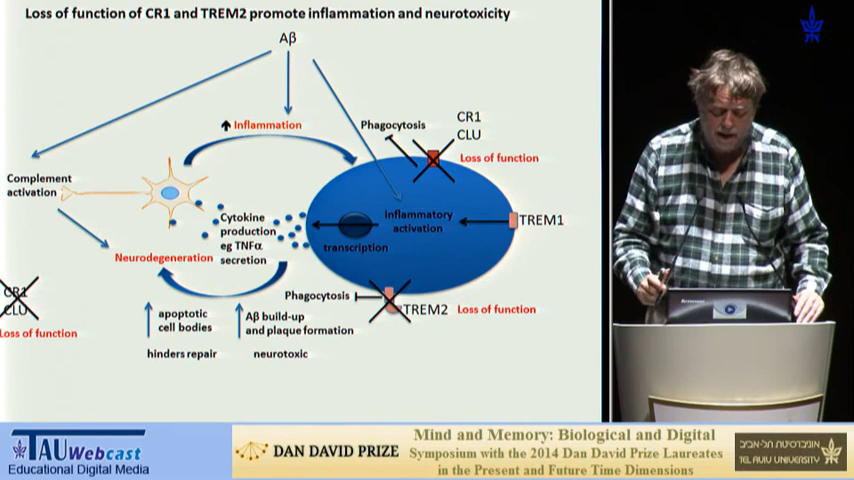 Loss of function of CR1 and TREM2 promote inflammation and neurotoxicity
Aβ
Inflammation
Phagocytosis
CR1
CLU
Loss of function
Complement
activation
Cytokine
production
eg TNFα
secretion
Inflammatory
activation
transcription
TREM1
Neurodegeneration
CR1
CLU
Loss of function
apoptotic
cell bodies
hinders repair
Aβ build-up
and plaque formation
neurotoxic
Phagocytosis
TREM2
Loss of function
lenovo
TAU Webcast
Educational Digital Media
DAN DAVID PRIZE
Mind and Memory: Biological and Digital
Symposium with the 2014 Dan David Prize Laureates
in the Present and Future Time Dimensions
אוניברסיטת תל-אביב
TEL AVIV UNIVERSITY